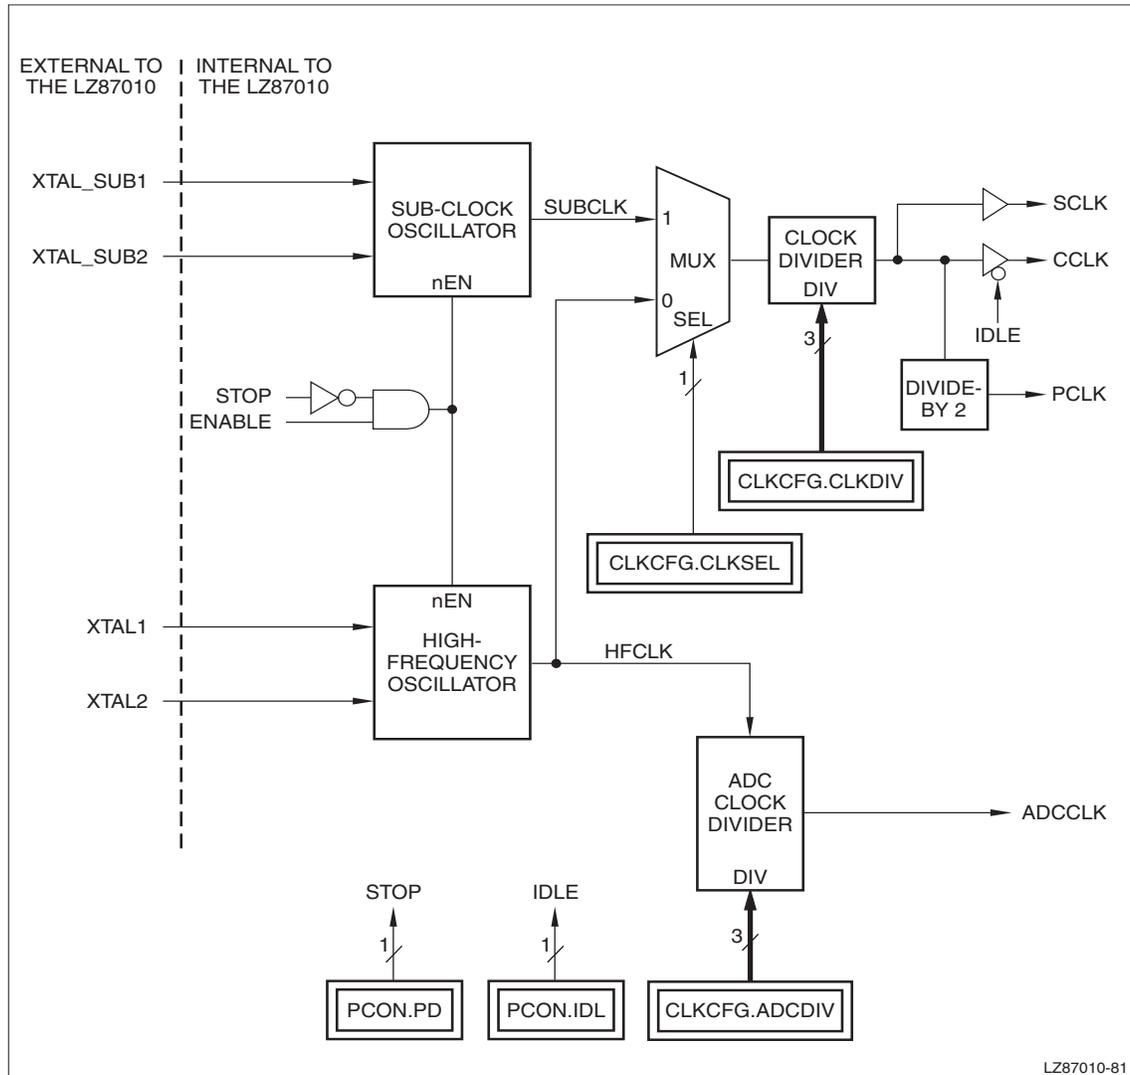 EXTERNAL TO
THE LZ87010
INTERNAL TO
THE LZ87010
XTAL_SUB1
XTAL_SUB2
SUB-CLOCK
OSCILLATOR
nEN
SUBCLK
1
MUX
0
SEL
1
CLOCK
DIVIDER
DIV
3
SCLK
CCLK
IDLE
DIVIDE-
BY 2
PCLK
STOP
ENABLE
CLKCFG.CLKDIV
CLKCFG.CLKSEL
XTAL1
XTAL2
nEN
HIGH-
FREQUENCY
OSCILLATOR
HFCLK
ADC
CLOCK
DIVIDER
DIV
ADCCLK
3
STOP
1
IDLE
1
PCON.PD
PCON.IDL
CLKCFG.ADCDIV
LZ87010-81